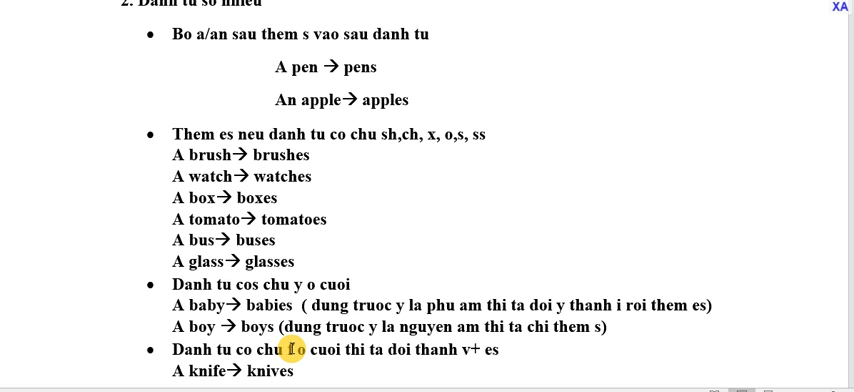 2. Danh tu so nhieu
XA
• Bo a/an sau them s vao sau danh tu
A pen → pens
An apple→ apples
• Them es neu danh tu co chu sh,ch, x, o,s, ss
A brush→ brushes
A watch→ watches
A box→ boxes
A tomato→ tomatoes
A bus→ buses
A glass→ glasses
• Danh tu cos chu y o cuoi
A baby→ babies ( dung truoc y la phu am thi ta doi y thanh i roi them es)
A boy → boys (dung truoc y la nguyen am thi ta chi them s)
• Danh tu co chu f o cuoi thi ta doi thanh v+ es
A knife→ knives